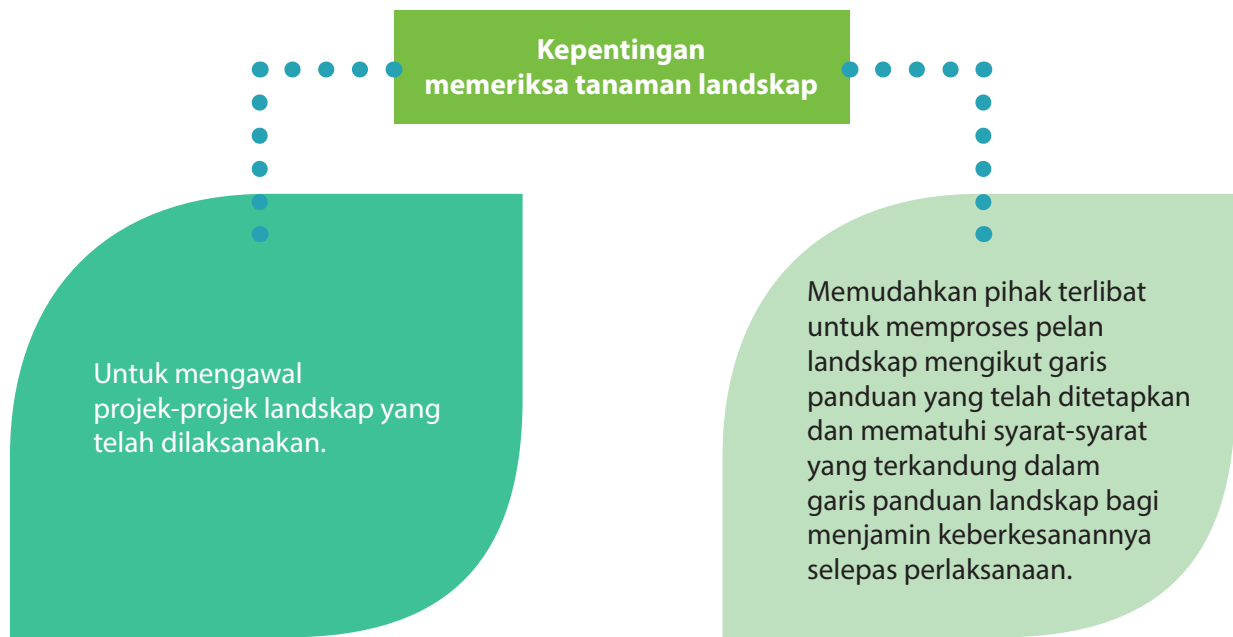 Kepentingan
memeriksa tanaman landskap
Untuk mengawal
projek-projek landskap yang
telah dilaksanakan.
Memudahkan pihak terlibat
untuk memproses pelan
landskap mengikut garis
panduan yang telah ditetapkan
dan mematuhi syarat-syarat
yang terkandung dalam
garis panduan landskap bagi
menjamin keberkesanannya
selepas perlaksanaan.